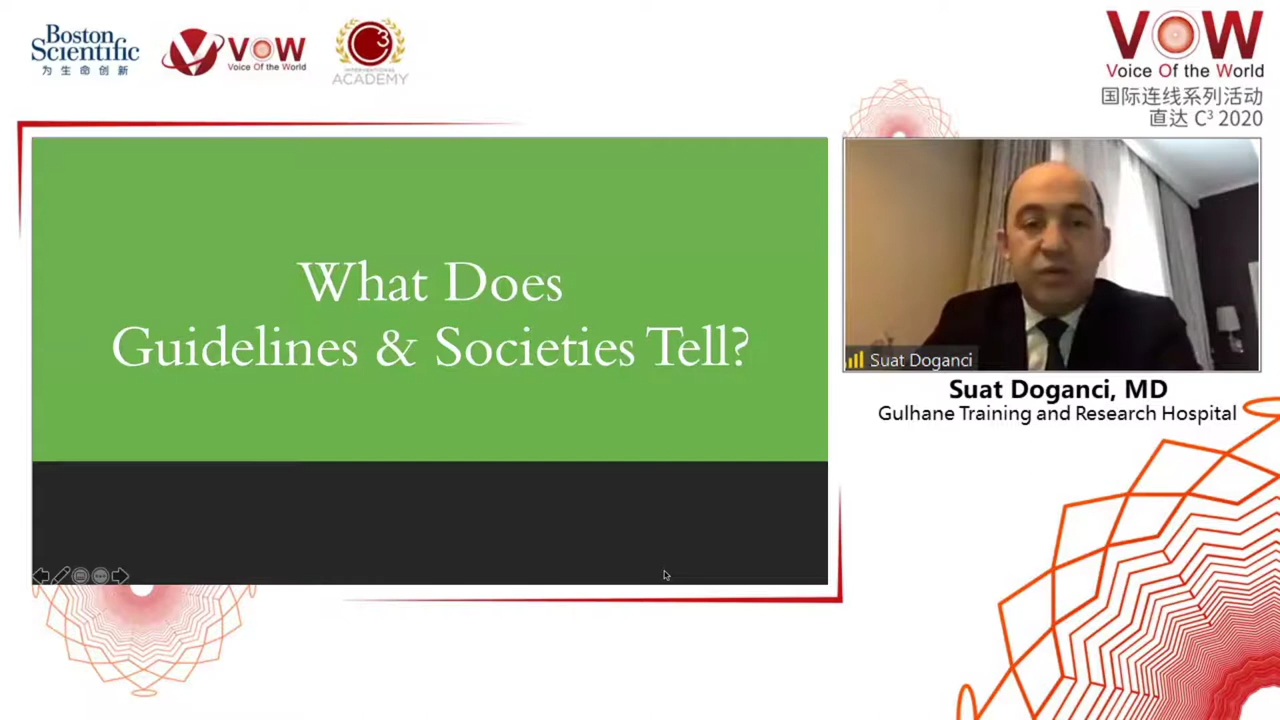 Boston
Scientific
为生命创新
VOW
Voice Of the World
C3
INTERNATIONAL
ACADEMY
VOW
Voice Of the World
国际连线系列活动
直达 C³ 2020
What Does
Guidelines & Societies Tell?
Suat Doganci
Suat Doganci, MD
Gulhane Training and Research Hospital